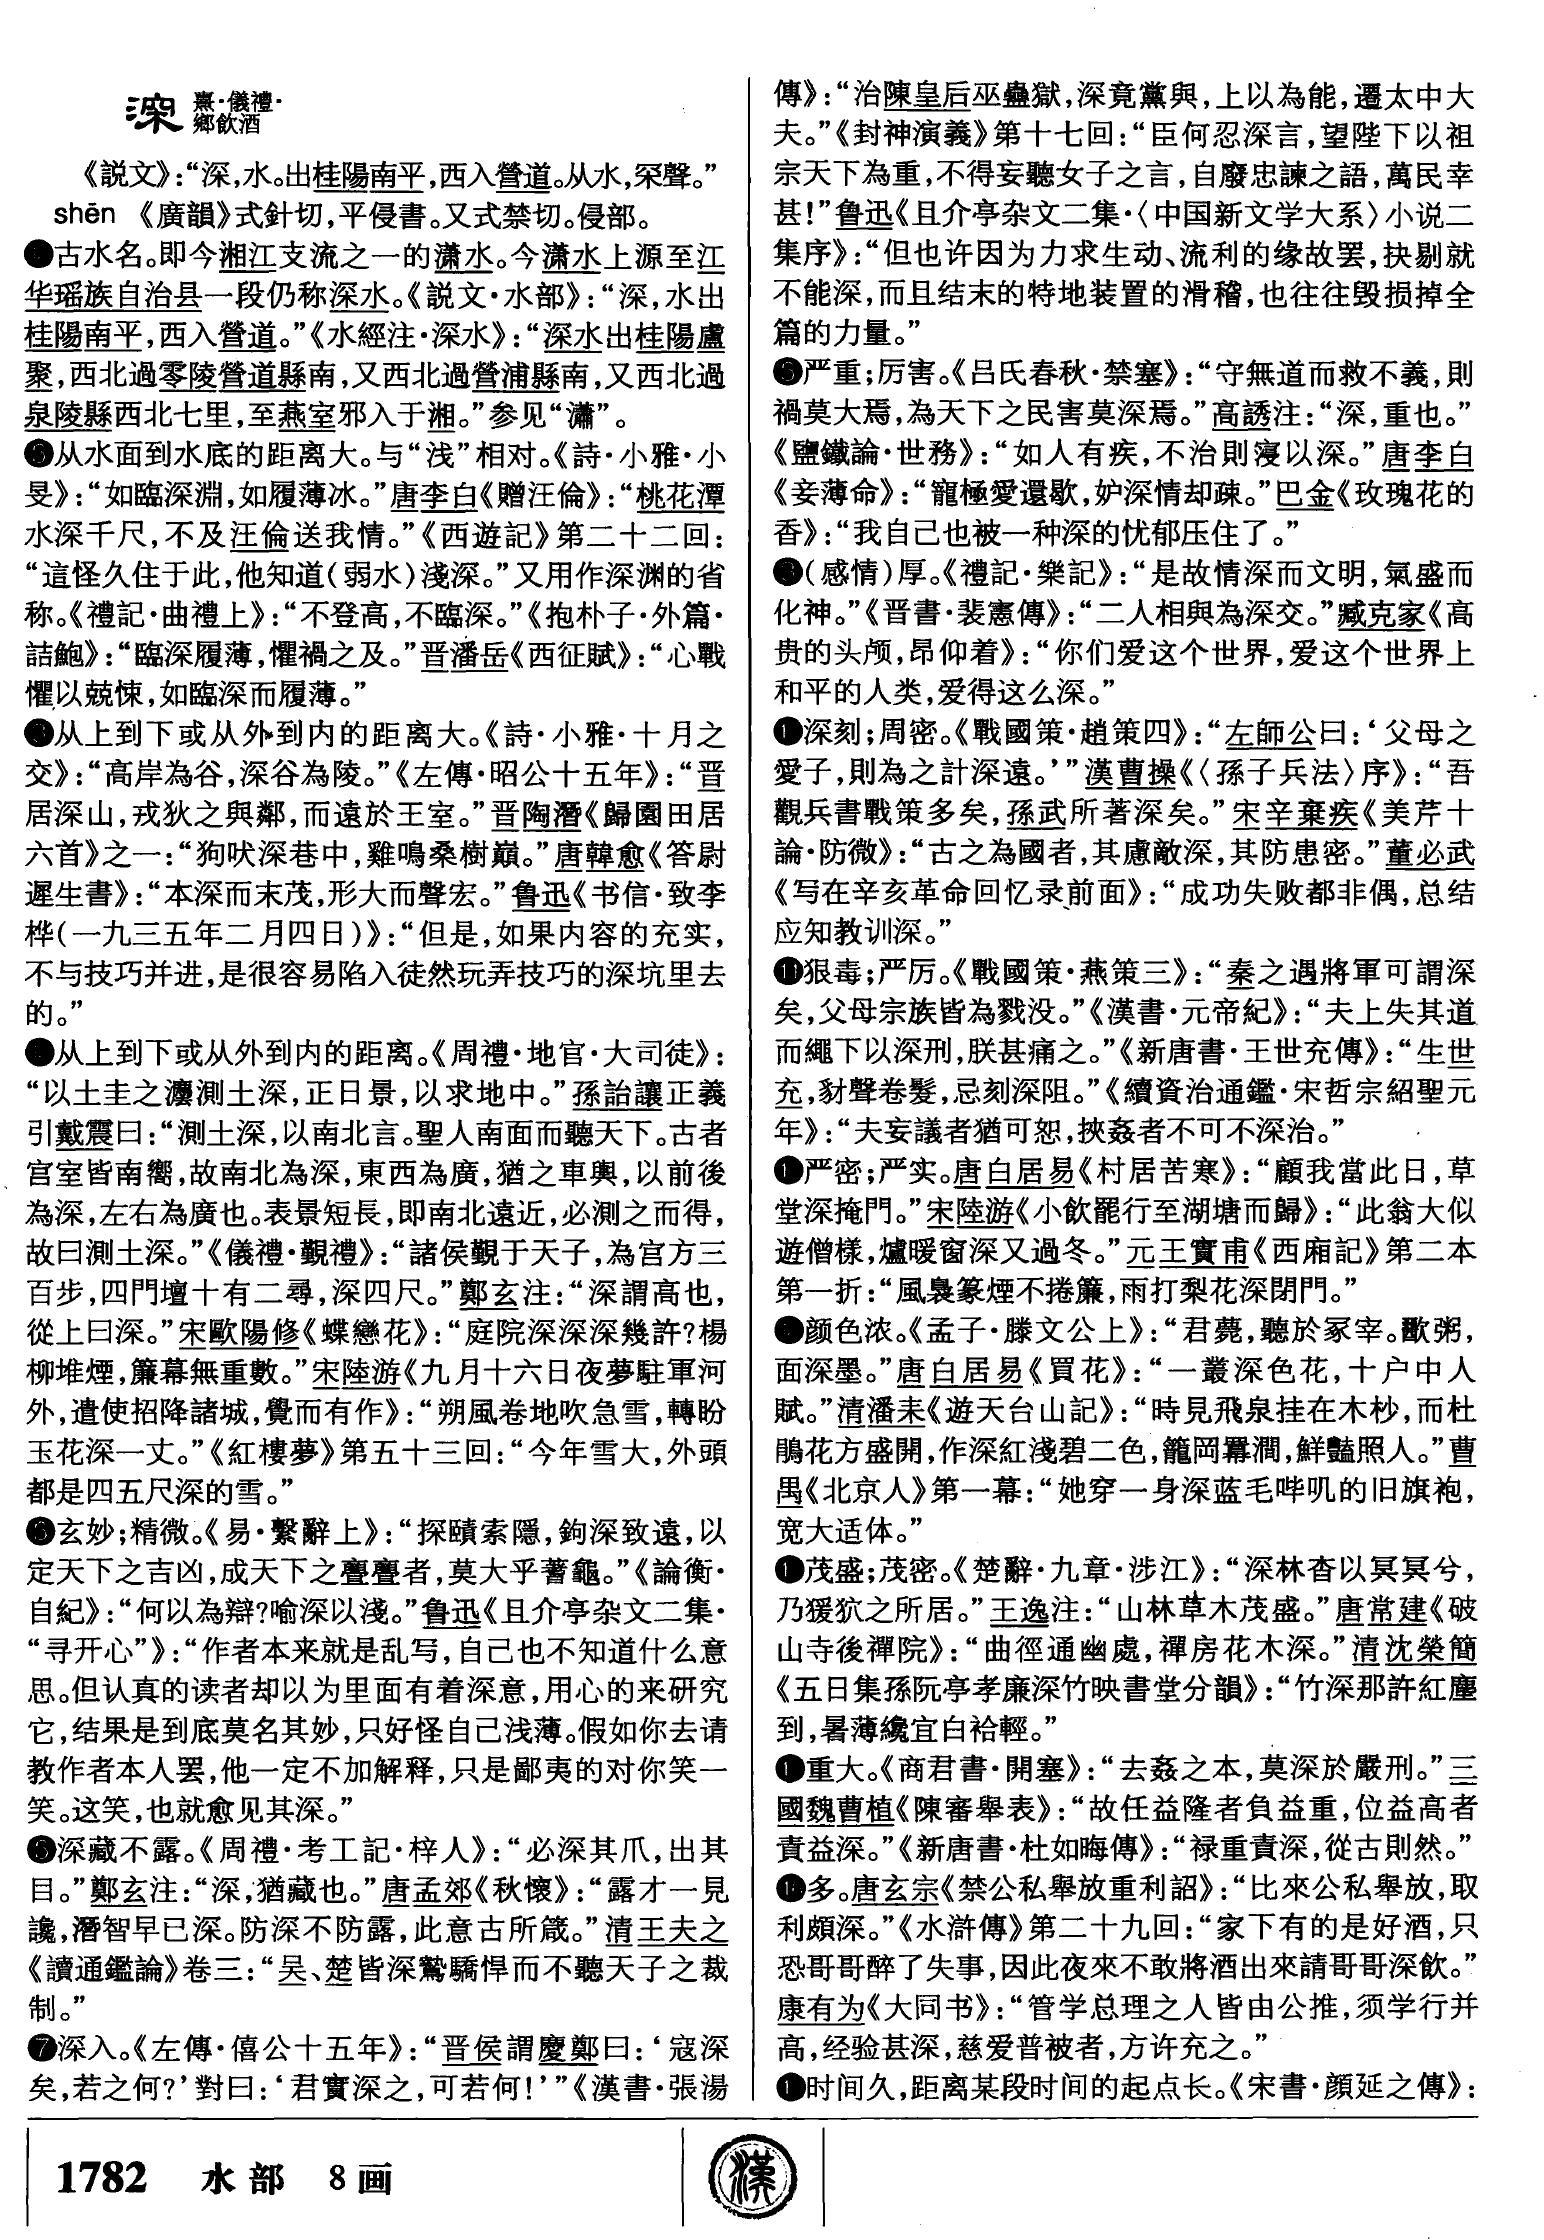 深 熹·儀禮·
鄉飲酒
《説文》：“深，水。出桂陽南平，西入營道。从水，罙聲。”
shēn 《廣韻》式針切，平侵書。又式禁切。侵部。
❶古水名。即今湘江支流之一的潇水。今潇水上源至江
华瑶族自治县一段仍称深水。《説文·水部》：“深，水出
桂陽南平，西入營道。”《水經注·深水》：“深水出桂陽盧
聚，西北過零陵營道縣南，又西北過營浦縣南，又西北過
泉陵縣西北七里，至燕室邪入于湘。”参见“瀟”。
❷从水面到水底的距离大。与“浅”相对。《詩·小雅·小
旻》：“如臨深淵，如履薄冰。”唐李白《贈汪倫》：“桃花潭
水深千尺，不及汪倫送我情。”《西遊記》第二十二回：
“這怪久住于此，他知道（弱水）淺深。”又用作深渊的省
称。《禮記·曲禮上》：“不登高，不臨深。”《抱朴子·外篇·
詰鮑》：“臨深履薄，懼禍之及。”晋潘岳《西征賦》：“心戰
懼以兢悚，如臨深而履薄。”
❸从上到下或从外到内的距离大。《詩·小雅·十月之
交》：“高岸為谷，深谷為陵。”《左傳·昭公十五年》：“晋
居深山，戎狄之與鄰，而遠於王室。”晋陶潛《歸園田居
六首》之一：“狗吠深巷中，雞鳴桑樹巔。”唐韓愈《答尉
遲生書》：“本深而末茂，形大而聲宏。”鲁迅《书信·致李
桦（一九三五年二月四日）》：“但是，如果内容的充实，
不与技巧并进，是很容易陷入徒然玩弄技巧的深坑里去
的。”
❹从上到下或从外到内的距离。《周禮·地官·大司徒》：
“以土圭之灋測土深，正日景，以求地中。”孫詒讓正義
引戴震曰：“測土深，以南北言。聖人南面而聽天下。古者
宫室皆南嚮，故南北為深，東西為廣，猶之車輿，以前後
為深，左右為廣也。表景短長，即南北遠近，必測之而得，
故曰測土深。”《儀禮·覲禮》：“諸侯覲于天子，為宫方三
百步，四門壇十有二尋，深四尺。”鄭玄注：“深謂高也，
從上曰深。”宋歐陽修《蝶戀花》：“庭院深深深幾許？楊
柳堆煙，簾幕無重數。”宋陸游《九月十六日夜夢駐軍河
外，遣使招降諸城，覺而有作》：“朔風卷地吹急雪，轉盼
玉花深一丈。”《紅樓夢》第五十三回：“今年雪大，外頭
都是四五尺深的雪。”
❺玄妙；精微。《易·繫辭上》：“探賾索隱，鉤深致遠，以
定天下之吉凶，成天下之亹亹者，莫大乎蓍龜。”《論衡·
自紀》：“何以為辯？喻深以淺。”鲁迅《且介亭杂文二集·
“寻开心”》：“作者本来就是乱写，自己也不知道什么意
思。但认真的读者却以为里面有着深意，用心的来研究
它，结果是到底莫名其妙，只好怪自己浅薄。假如你去请
教作者本人罢，他一定不加解释，只是鄙夷的对你笑一
笑。这笑，也就愈见其深。”
❻深藏不露。《周禮·考工記·梓人》：“必深其爪，出其
目。”鄭玄注：“深，猶藏也。”唐孟郊《秋懷》：“露才一見
讒，潛智早已深。防深不防露，此意古所箴。”清王夫之
《讀通鑑論》卷三：“吴、楚皆深鷙驕悍而不聽天子之裁
制。”
❼深入。《左傳·僖公十五年》：“晋侯謂慶鄭曰：‘寇深
矣，若之何？’對曰：‘君實深之，可若何！’”《漢書·張湯
傳》：“治陳皇后巫蠱獄，深竟黨與，上以為能，遷太中大
夫。”《封神演義》第十七回：“臣何忍深言，望陛下以祖
宗天下為重，不得妄聽女子之言，自廢忠諫之語，萬民幸
甚！”鲁迅《且介亭杂文二集·〈中国新文学大系〉小说二
集序》：“但也许因为力求生动、流利的缘故罢，抉剔就
不能深，而且结末的特地装置的滑稽，也往往毁损掉全
篇的力量。”
❽严重；厉害。《吕氏春秋·禁塞》：“守無道而救不義，則
禍莫大焉，為天下之民害莫深焉。”高誘注：“深，重也。”
《鹽鐵論·世務》：“如人有疾，不治則寖以深。”唐李白
《妾薄命》：“寵極愛還歇，妒深情却疎。”巴金《玫瑰花的
香》：“我自己也被一种深的忧郁压住了。”
❾（感情）厚。《禮記·樂記》：“是故情深而文明，氣盛而
化神。”《晋書·裴憲傳》：“二人相與為深交。”臧克家《高
贵的头颅，昂仰着》：“你们爱这个世界，爱这个世界上
和平的人类，爱得这么深。”
❿深刻；周密。《戰國策·趙策四》：“左師公曰：‘父母之
愛子，則為之計深遠。’”漢曹操《〈孫子兵法〉序》：“吾
觀兵書戰策多矣，孫武所著深矣。”宋辛棄疾《美芹十
論·防微》：“古之為國者，其慮敵深，其防患密。”董必武
《写在辛亥革命回忆录前面》：“成功失败都非偶，总结
应知教训深。”
⓫狠毒；严厉。《戰國策·燕策三》：“秦之遇將軍可謂深
矣，父母宗族皆為戮没。”《漢書·元帝紀》：“夫上失其道
而繩下以深刑，朕甚痛之。”《新唐書·王世充傳》：“生世
充，豺聲卷髮，忌刻深阻。”《續資治通鑑·宋哲宗紹聖元
年》：“夫妄議者猶可恕，挾姦者不可不深治。”
⓬严密；严实。唐白居易《村居苦寒》：“顧我當此日，草
堂深掩門。”宋陸游《小飲罷行至湖塘而歸》：“此翁大似
遊僧樣，爐暖窗深又過冬。”元王實甫《西廂記》第二本
第一折：“風裊篆煙不捲簾，雨打梨花深閉門。”
⓭颜色浓。《孟子·滕文公上》：“君薨，聽於冢宰。歠粥，
面深墨。”唐白居易《買花》：“一叢深色花，十户中人
賦。”清潘耒《遊天台山記》：“時見飛泉挂在木杪，而杜
鵑花方盛開，作深紅淺碧二色，籠岡罥澗，鮮豔照人。”曹
禺《北京人》第一幕：“她穿一身深蓝毛哔叽的旧旗袍，
宽大适体。”
⓮茂盛；茂密。《楚辭·九章·涉江》：“深林杳以冥冥兮，
乃猨狖之所居。”王逸注：“山林草木茂盛。”唐常建《破
山寺後禪院》：“曲徑通幽處，禪房花木深。”清沈榮簡
《五日集孫阮亭孝廉深竹映書堂分韻》：“竹深那許紅塵
到，暑薄纔宜白袷輕。”
⓯重大。《商君書·開塞》：“去姦之本，莫深於嚴刑。”三
國魏曹植《陳審舉表》：“故任益隆者負益重，位益高者
責益深。”《新唐書·杜如晦傳》：“禄重責深，從古則然。”
⓰多。唐玄宗《禁公私舉放重利詔》：“比來公私舉放，取
利頗深。”《水滸傳》第二十九回：“家下有的是好酒，只
恐哥哥醉了失事，因此夜來不敢將酒出來請哥哥深飲。”
康有为《大同书》：“管学总理之人皆由公推，须学行并
高，经验甚深，慈爱普被者，方许充之。”
⓱时间久，距离某段时间的起点长。《宋書·顔延之傳》：
1782 水部 8画
漢